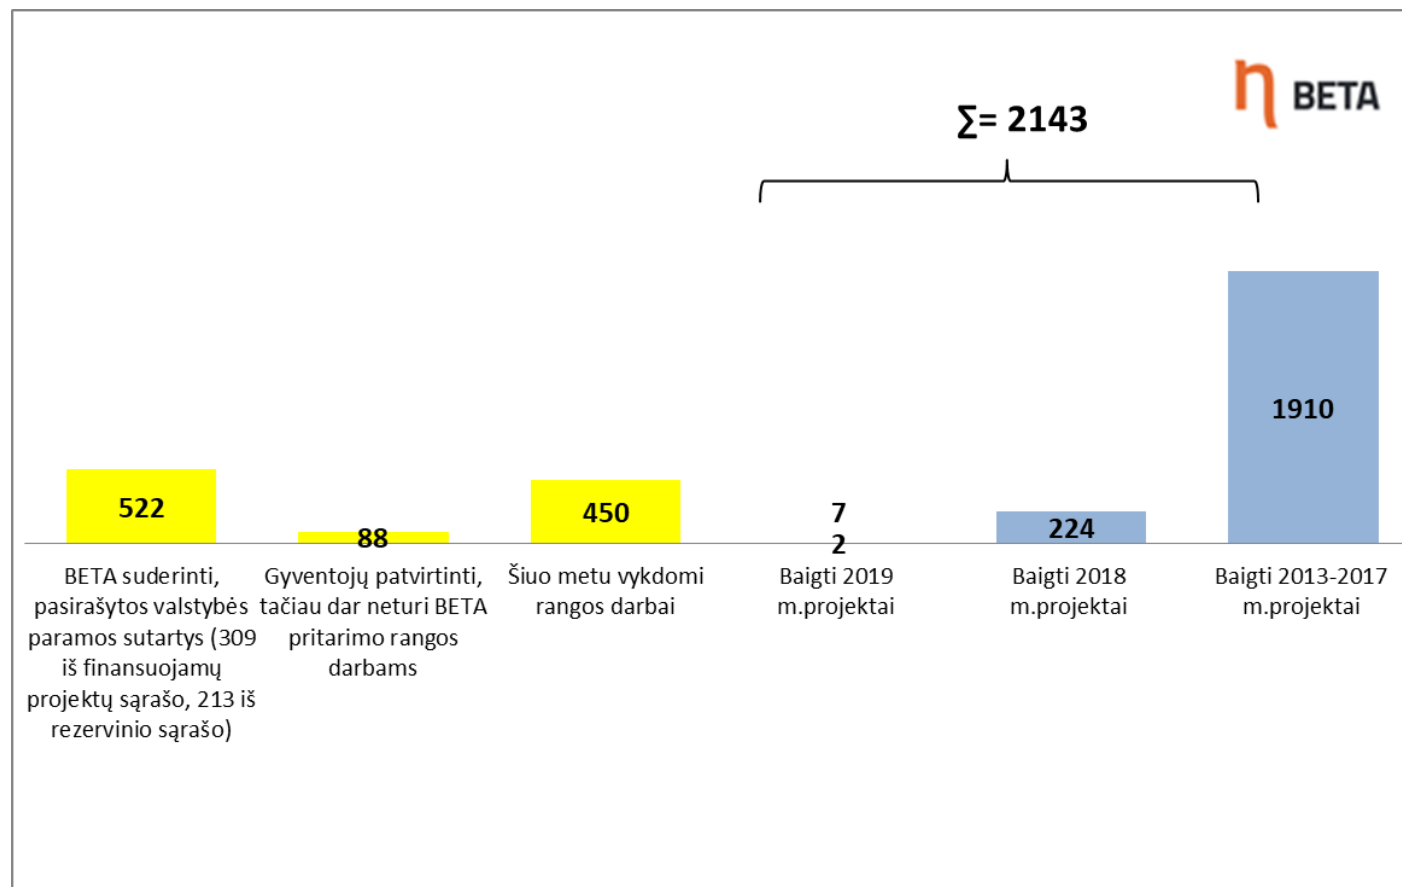 η BETA
∑= 2143
1910
522
88
450
7
2
224
BETA suderinti,
pasirašytos valstybės
paramos sutartys (309
iš finansuojamų
projektų sąrašo, 213 iš
rezervinio sąrašo)
Gyventojų patvirtinti,
tačiau dar neturi BETA
pritarimo rangos
darbams
Šiuo metu vykdomi
rangos darbai
Baigti 2019
m.projektai
Baigti 2018
m.projektai
Baigti 2013-2017
m.projektai